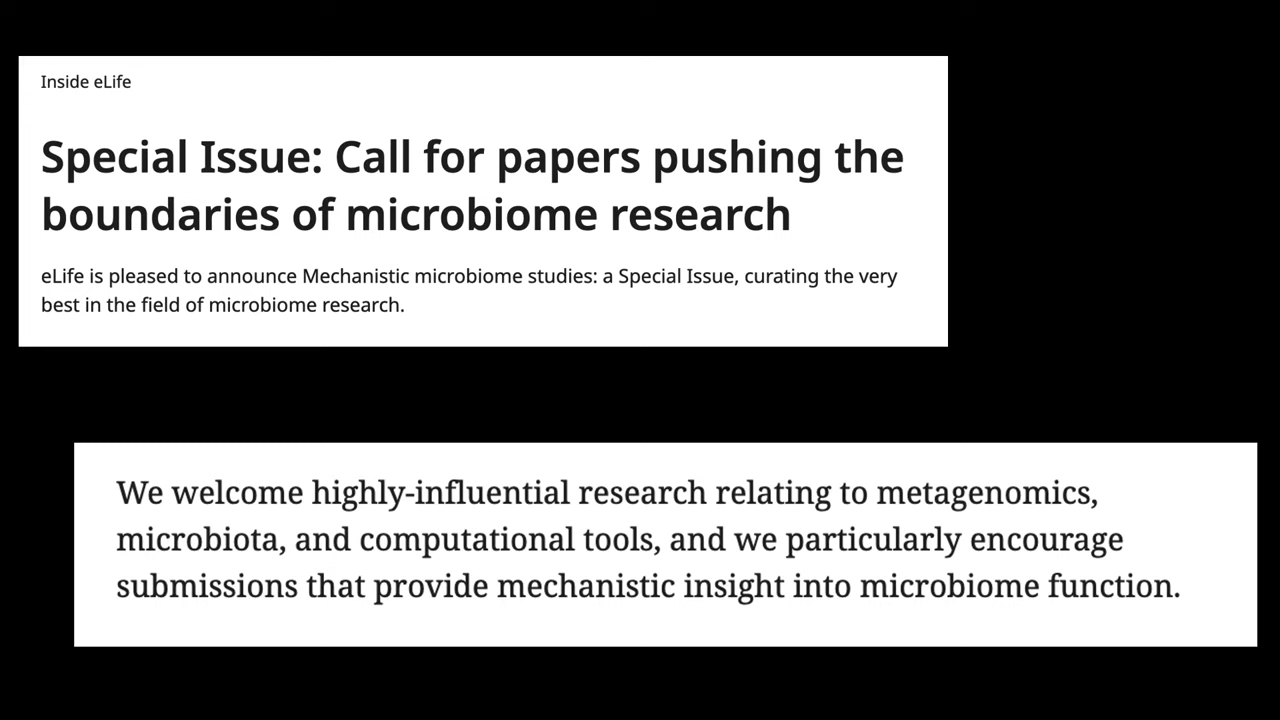 Inside eLife
Special Issue: Call for papers pushing the
boundaries of microbiome research
eLife is pleased to announce Mechanistic microbiome studies: a Special Issue, curating the very
best in the field of microbiome research.
We welcome highly-influential research relating to metagenomics,
microbiota, and computational tools, and we particularly encourage
submissions that provide mechanistic insight into microbiome function.